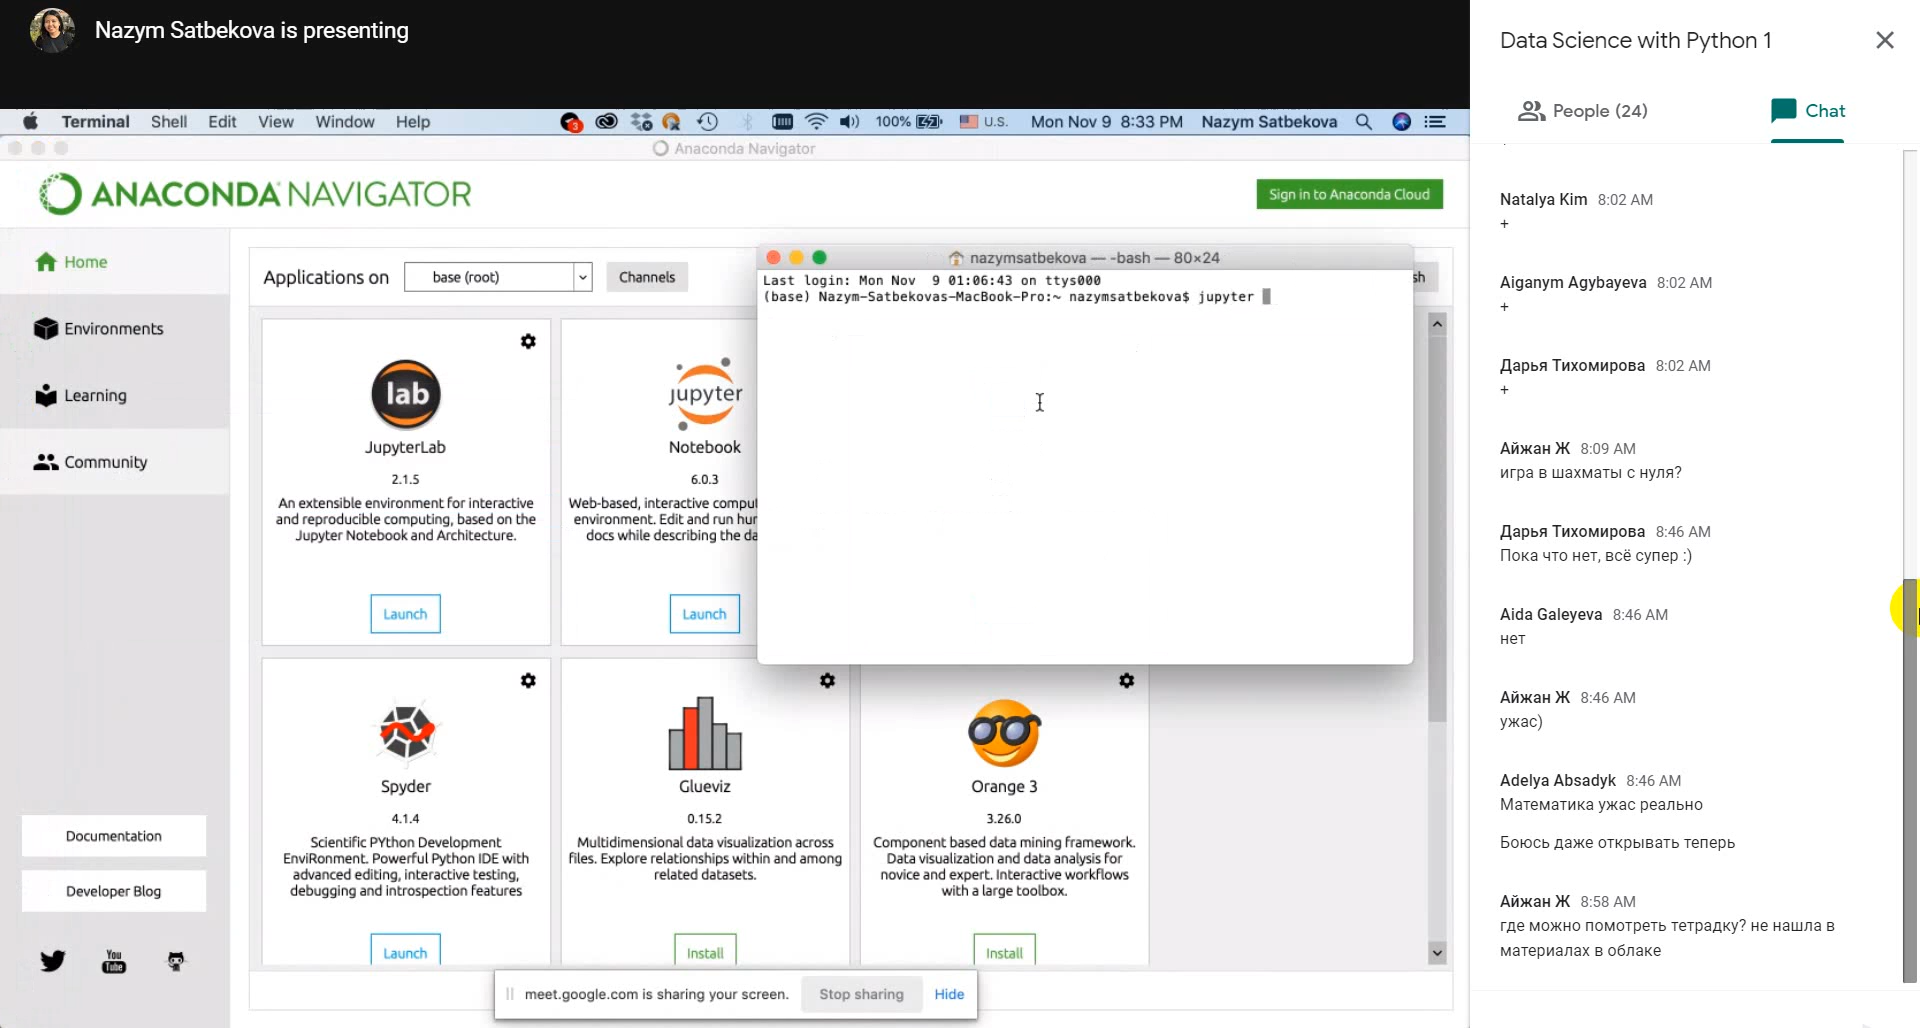 Nazym Satbekova is presenting
Terminal Shell Edit View Window Help
100% U.S. Mon Nov 9 8:33 PM Nazym Satbekova
Anaconda Navigator
ANACONDA NAVIGATOR
Sign in to Anaconda Cloud
Home
Environments
Learning
Community
Documentation
Developer Blog
You
Tube
Applications on
base (root)
Channels
sh
lab
JupyterLab
2.1.5
An extensible environment for interactive
and reproducible computing, based on the
Jupyter Notebook and Architecture.
Launch
jupyter
Notebook
6.0.3
Web-based, interactive comput
environment. Edit and run hu
docs while describing the da
Launch
nazymsatbekova — -bash — 80×24
Last login: Mon Nov  9 01:06:43 on ttys000
(base) Nazym-Satbekovas-MacBook-Pro:~ nazymsatbekova$ jupyter
Spyder
4.1.4
Scientific PYthon Development
EnviRonment. Powerful Python IDE with
advanced editing, interactive testing,
debugging and introspection features
Launch
Glueviz
0.15.2
Multidimensional data visualization across
files. Explore relationships within and among
related datasets.
Install
Orange 3
3.26.0
Component based data mining framework.
Data visualization and data analysis for
novice and expert. Interactive workflows
with a large toolbox.
Install
meet.google.com is sharing your screen.
Stop sharing
Hide
Data Science with Python 1
People (24)
Chat
Natalya Kim 8:02 AM
+
Aiganym Agybayeva 8:02 AM
+
Дарья Тихомирова 8:02 AM
+
Айжан Ж 8:09 AM
игра в шахматы с нуля?
Дарья Тихомирова 8:46 AM
Пока что нет, всё супер :)
Aida Galeyeva 8:46 AM
нет
Айжан Ж 8:46 AM
ужас)
Adelya Absadyk 8:46 AM
Математика ужас реально
Боюсь даже открывать теперь
Айжан Ж 8:58 AM
где можно помотреть тетрадку? не нашла в
материалах в облаке